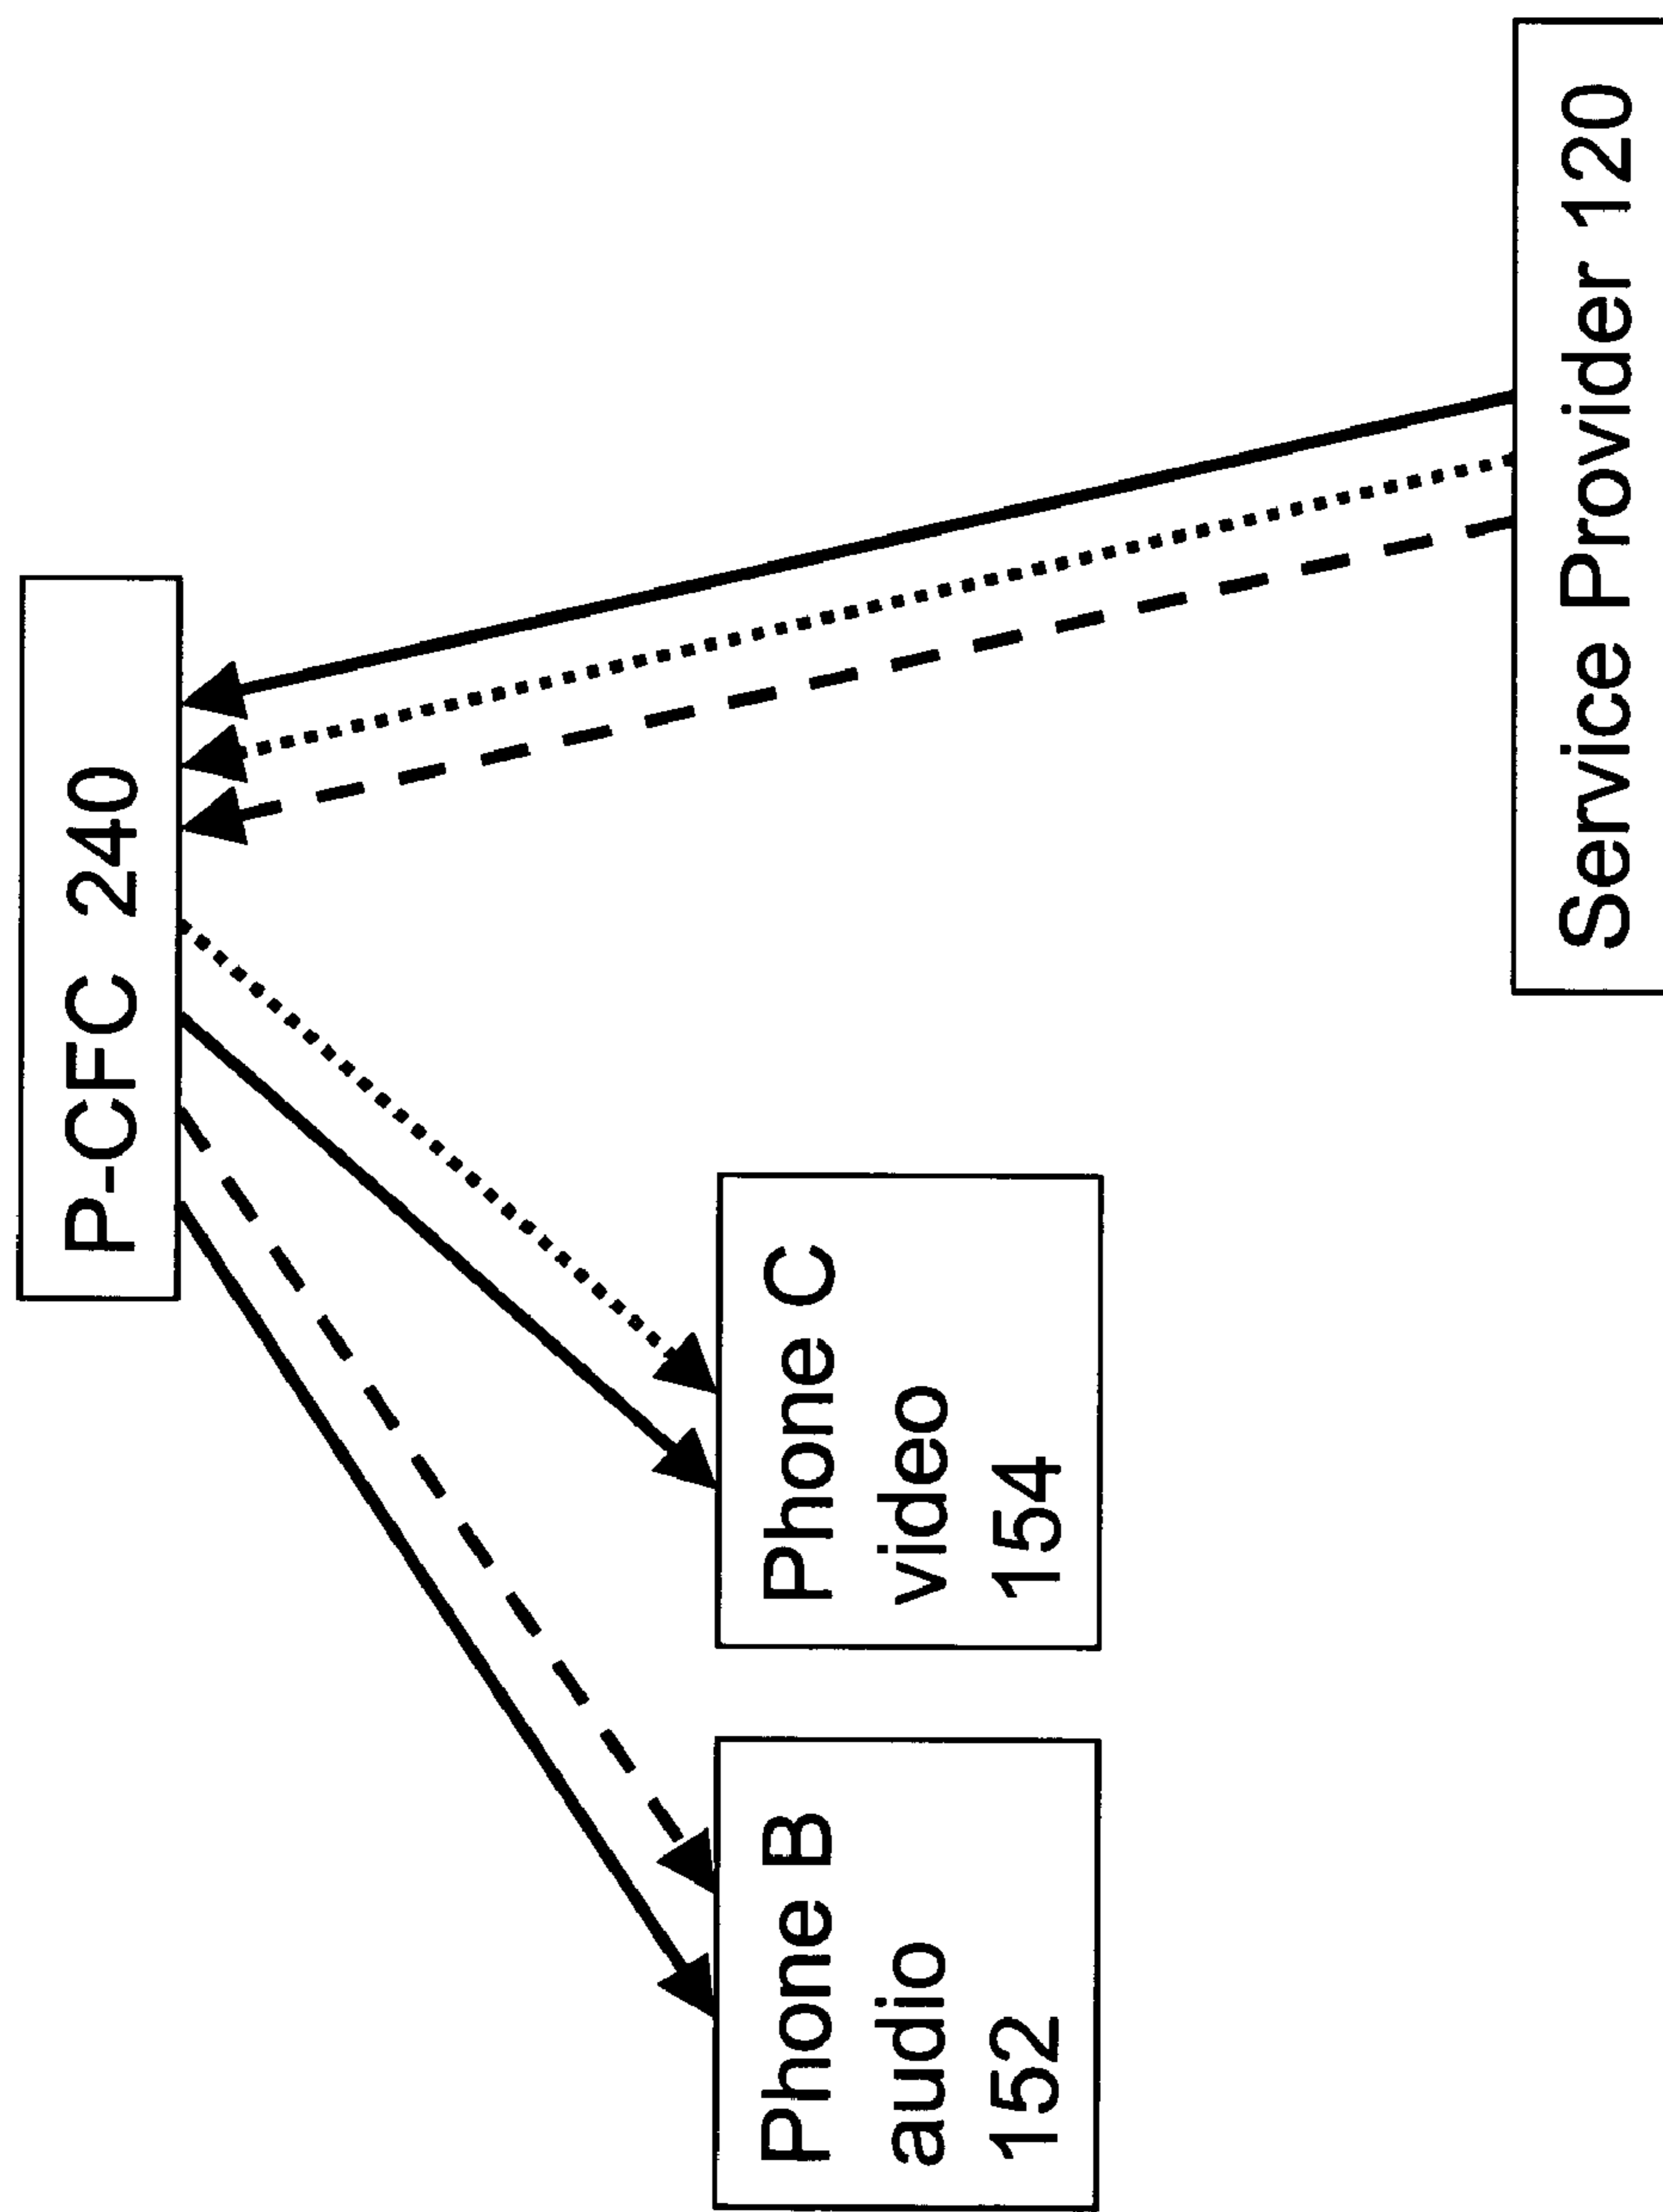 P-CFC 240
Phone B
audio
152
Phone C
video
154
Service Provider 120